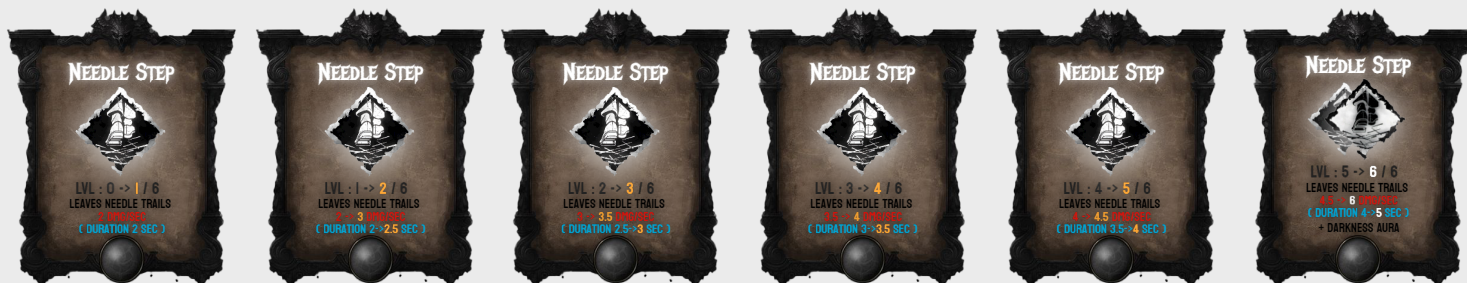 Needle Step
LVL : 0 -> 1 / 6
LEAVES NEEDLE TRAILS
2 DMG/SEC
( DURATION 2 SEC )
Needle Step
LVL : 1 -> 2 / 6
LEAVES NEEDLE TRAILS
2 -> 3 DMG/SEC
( DURATION 2->2.5 SEC )
Needle Step
LVL : 2 -> 3 / 6
LEAVES NEEDLE TRAILS
3 -> 3.5 DMG/SEC
( DURATION 2.5->3 SEC )
Needle Step
LVL : 3 -> 4 / 6
LEAVES NEEDLE TRAILS
3.5 -> 4 DMG/SEC
( DURATION 3->3.5 SEC )
Needle Step
LVL : 4 -> 5 / 6
LEAVES NEEDLE TRAILS
4 -> 4.5 DMG/SEC
( DURATION 3.5->4 SEC )
Needle Step
LVL : 5 -> 6 / 6
LEAVES NEEDLE TRAILS
4.5 -> 6 DMG/SEC
( DURATION 4->5 SEC )
+ DARKNESS AURA